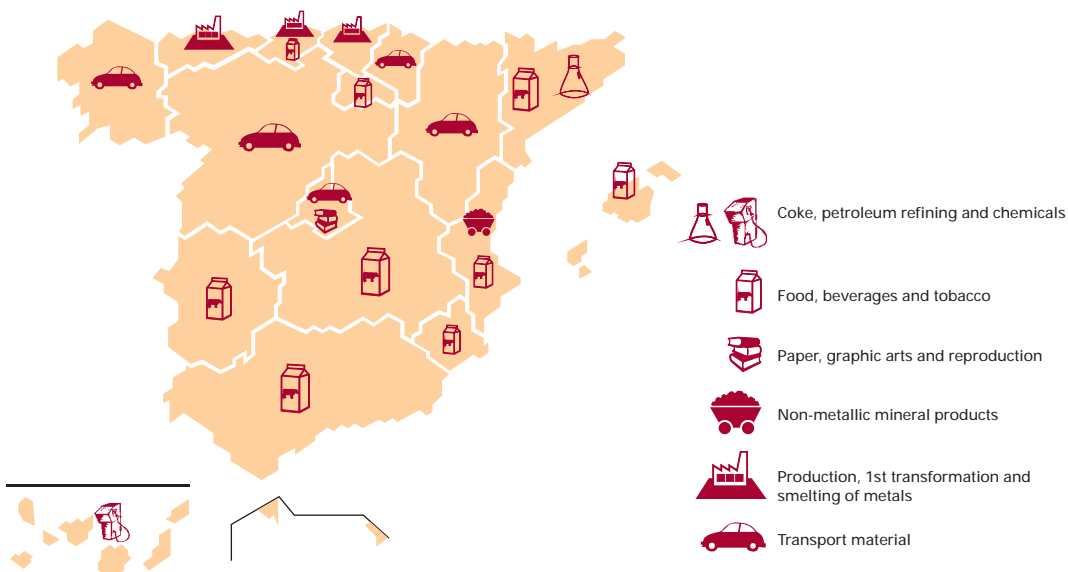 Coke, petroleum refining and chemicals
Food, beverages and tobacco
Paper, graphic arts and reproduction
Non-metallic mineral products
Production, 1st transformation and
smelting of metals
Transport material